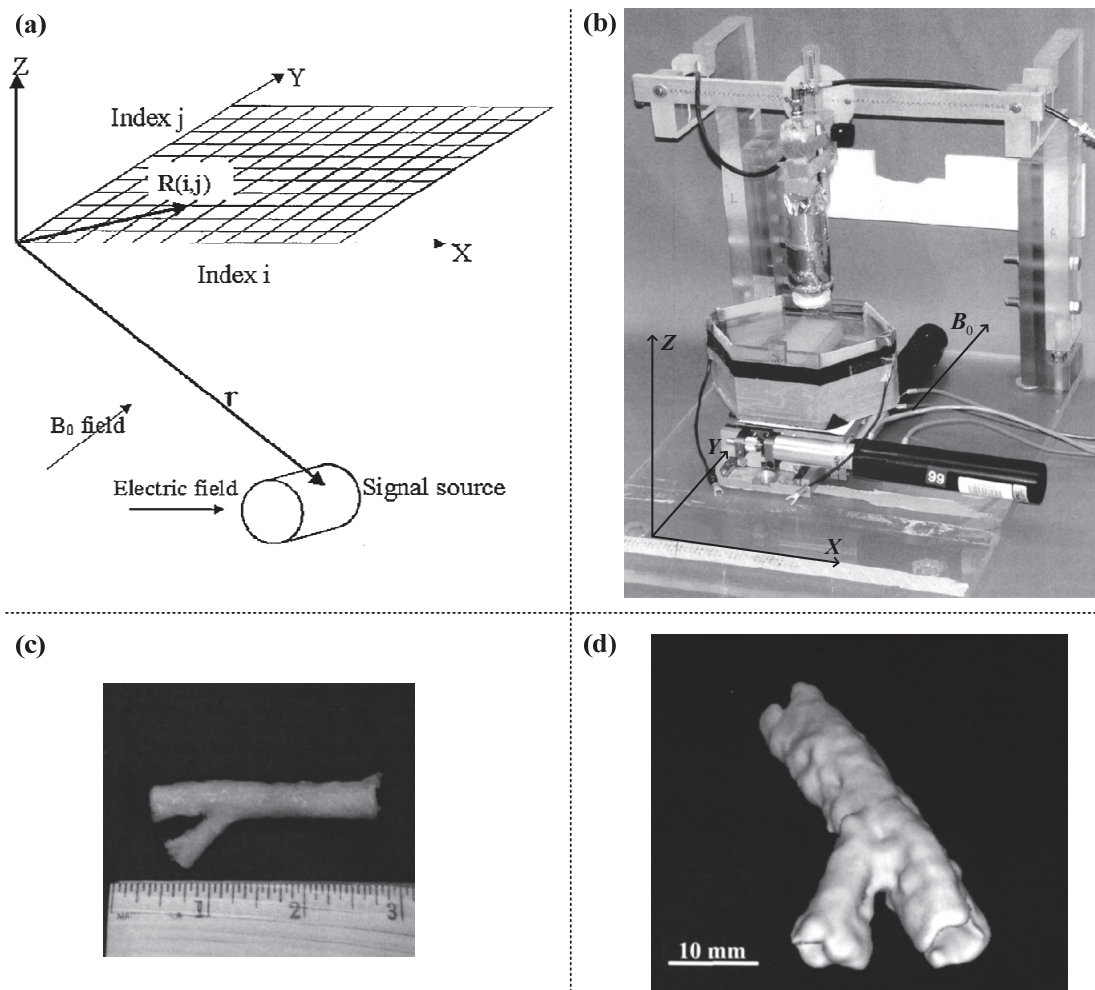 (a)
Z
Y
Index j
R(i,j)
X
Index i
r
B₀ field
Electric field
Signal source
(b)
B₀
Z
Y
99
X
(c)
1 2 3
(d)
10 mm